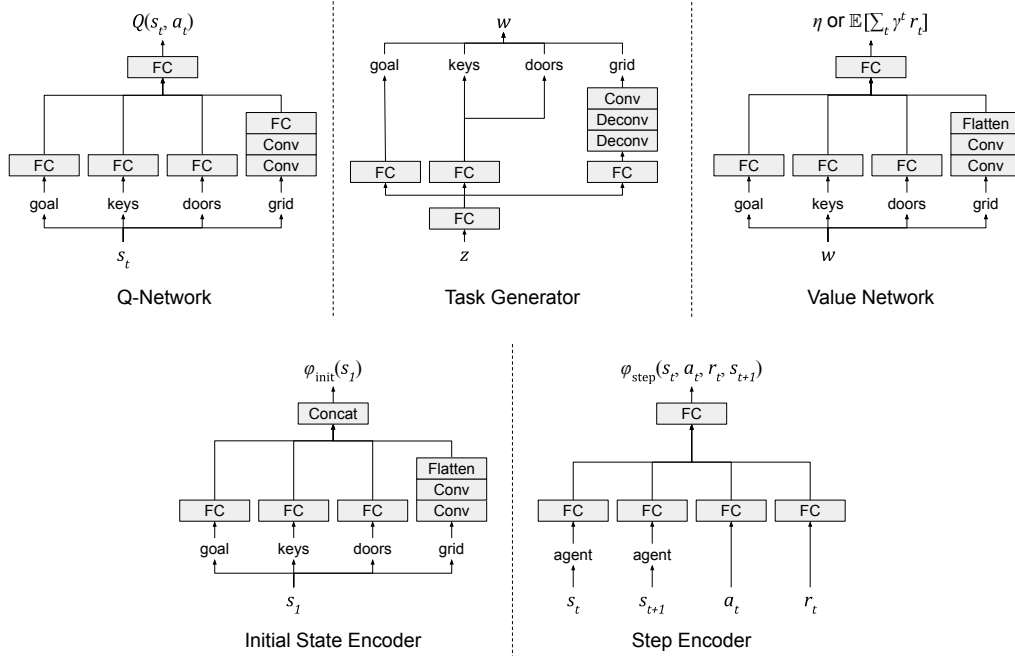 Q(s_t, a_t)
FC
FC
Conv
Conv
FC
FC
FC
goal
keys
doors
grid
s_t
Q-Network
w
goal
keys
doors
grid
Conv
Deconv
Deconv
FC
FC
FC
FC
z
Task Generator
η or 𝔼[∑_t γ^t r_t]
FC
Flatten
Conv
Conv
FC
FC
FC
goal
keys
doors
grid
w
Value Network
φ_init(s_1)
Concat
Flatten
Conv
Conv
FC
FC
FC
goal
keys
doors
grid
s_1
Initial State Encoder
φ_step(s_t, a_t, r_t, s_{t+1})
FC
FC
FC
FC
FC
agent
agent
s_t
s_{t+1}
a_t
r_t
Step Encoder